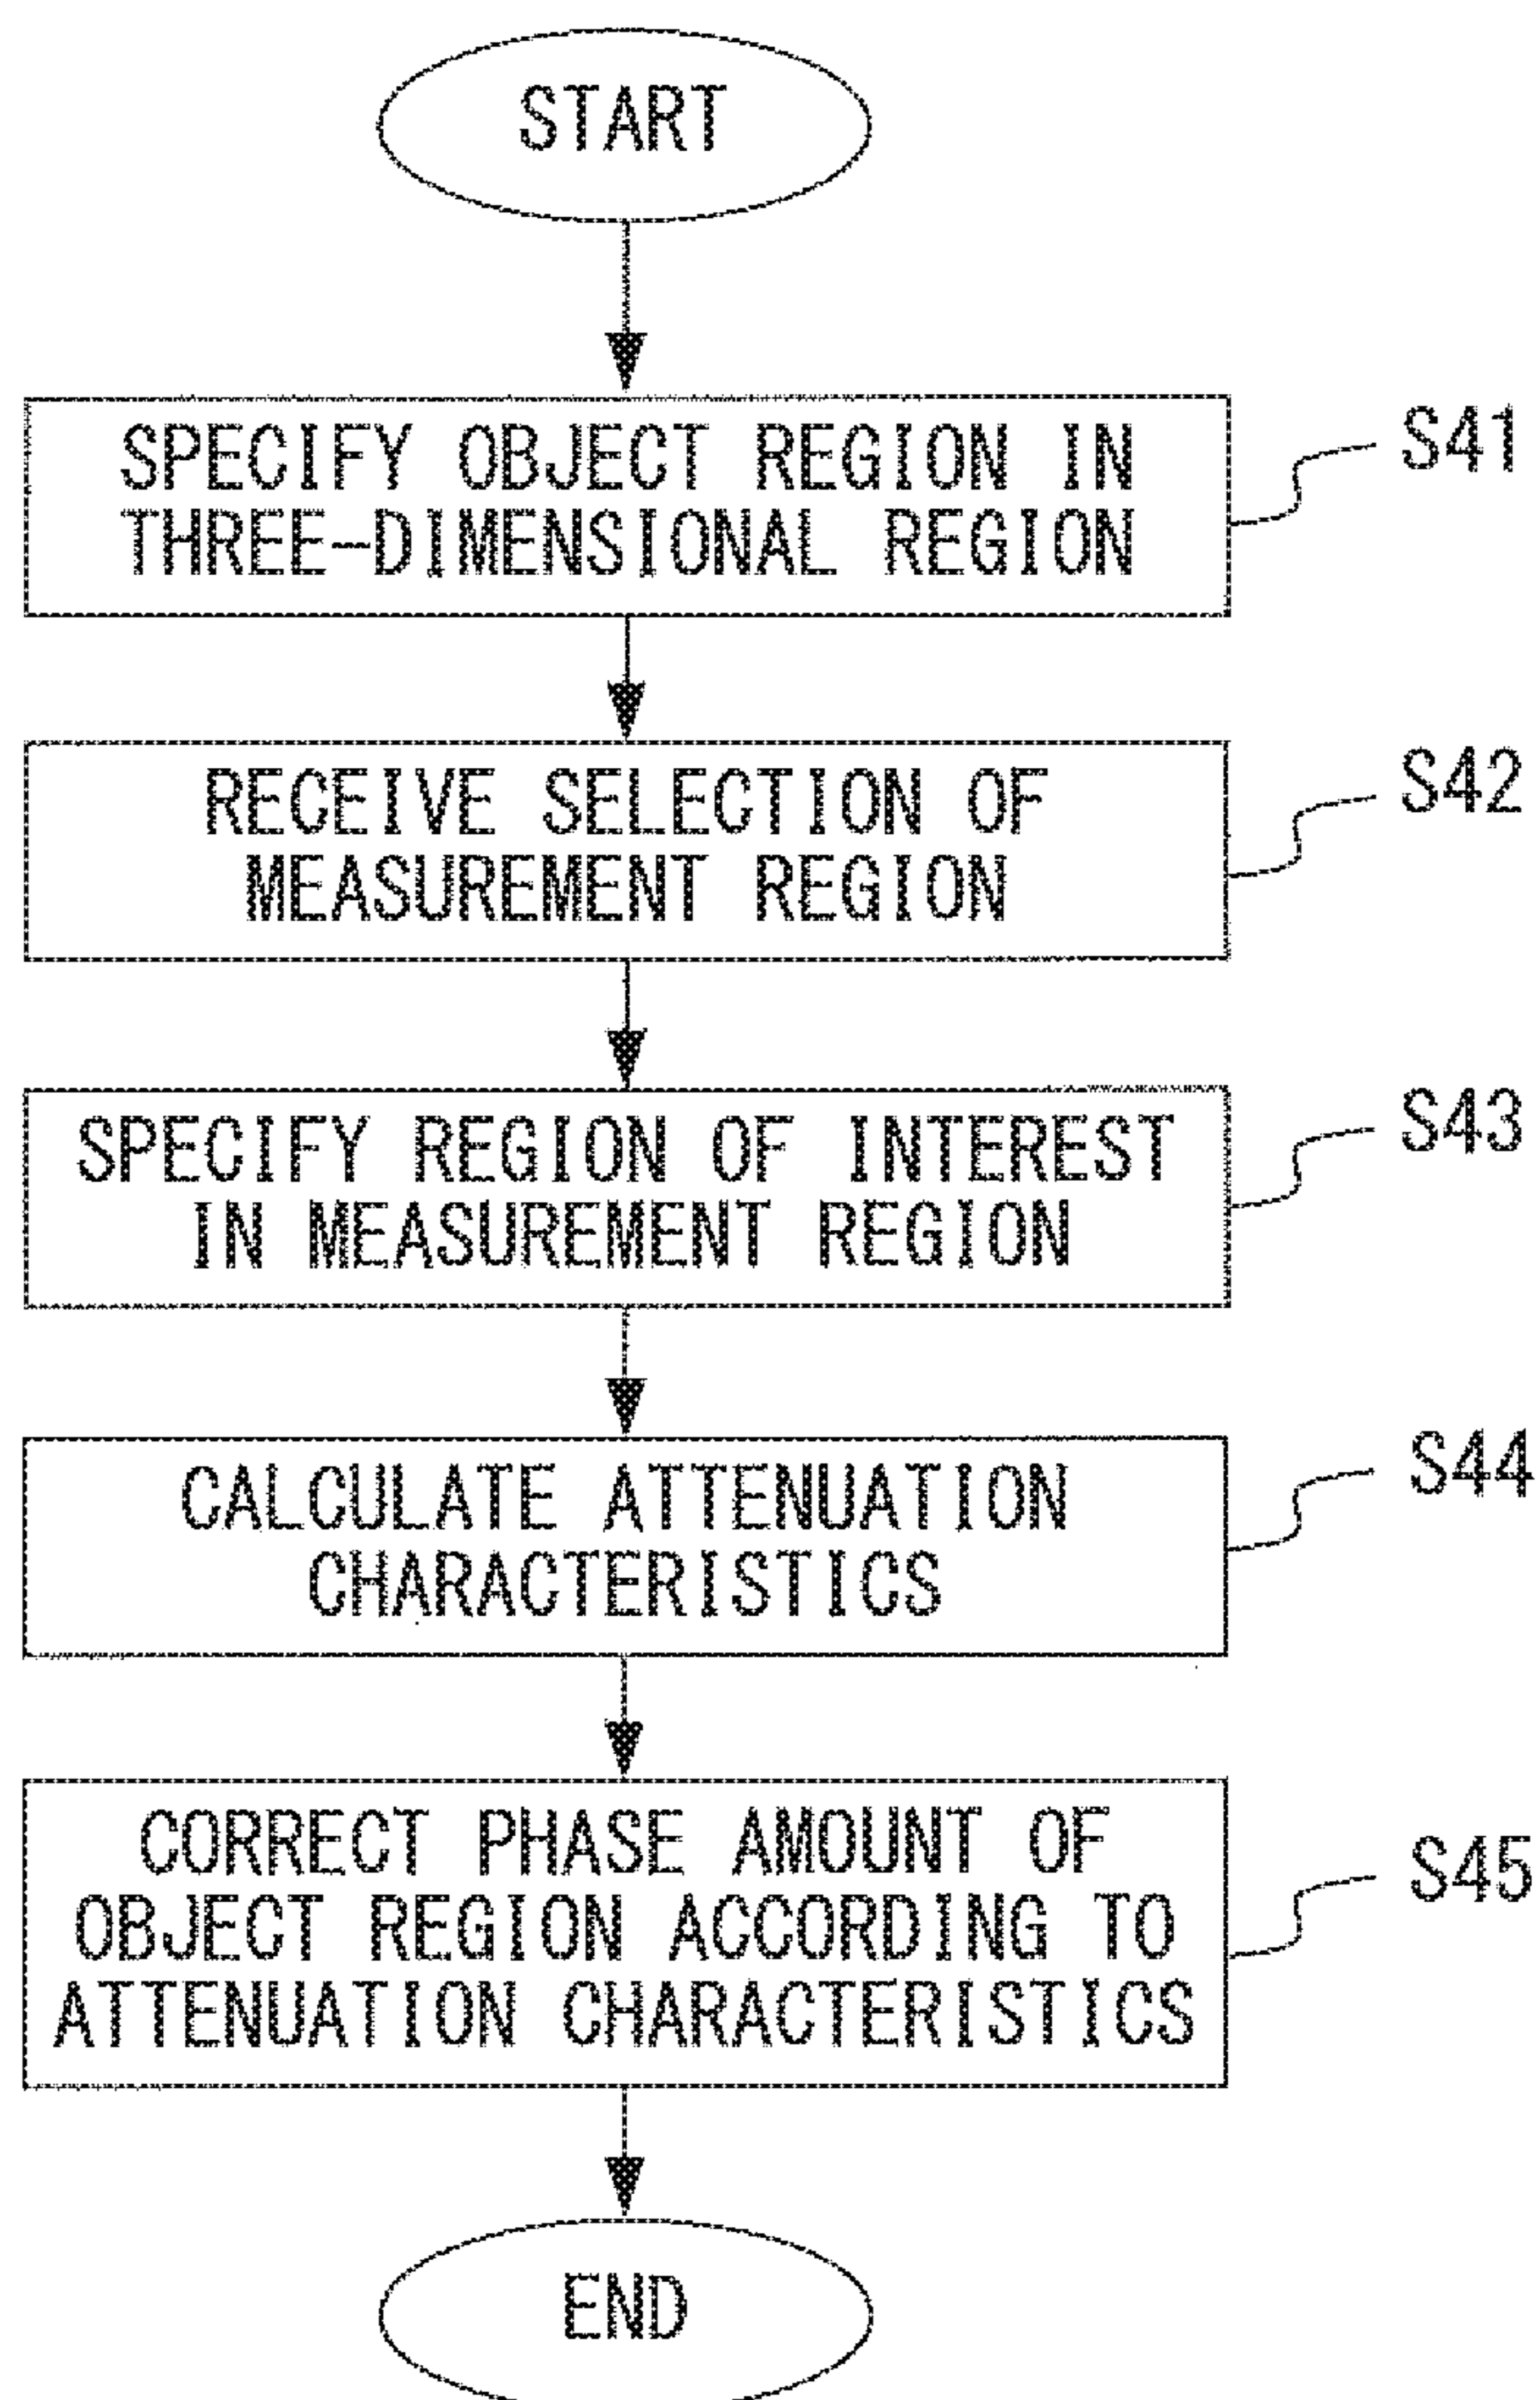 START
SPECIFY OBJECT REGION IN
THREE-DIMENSIONAL REGION
S41
RECEIVE SELECTION OF
MEASUREMENT REGION
S42
SPECIFY REGION OF INTEREST
IN MEASUREMENT REGION
S43
CALCULATE ATTENUATION
CHARACTERISTICS
S44
CORRECT PHASE AMOUNT OF
OBJECT REGION ACCORDING TO
ATTENUATION CHARACTERISTICS
S45
END